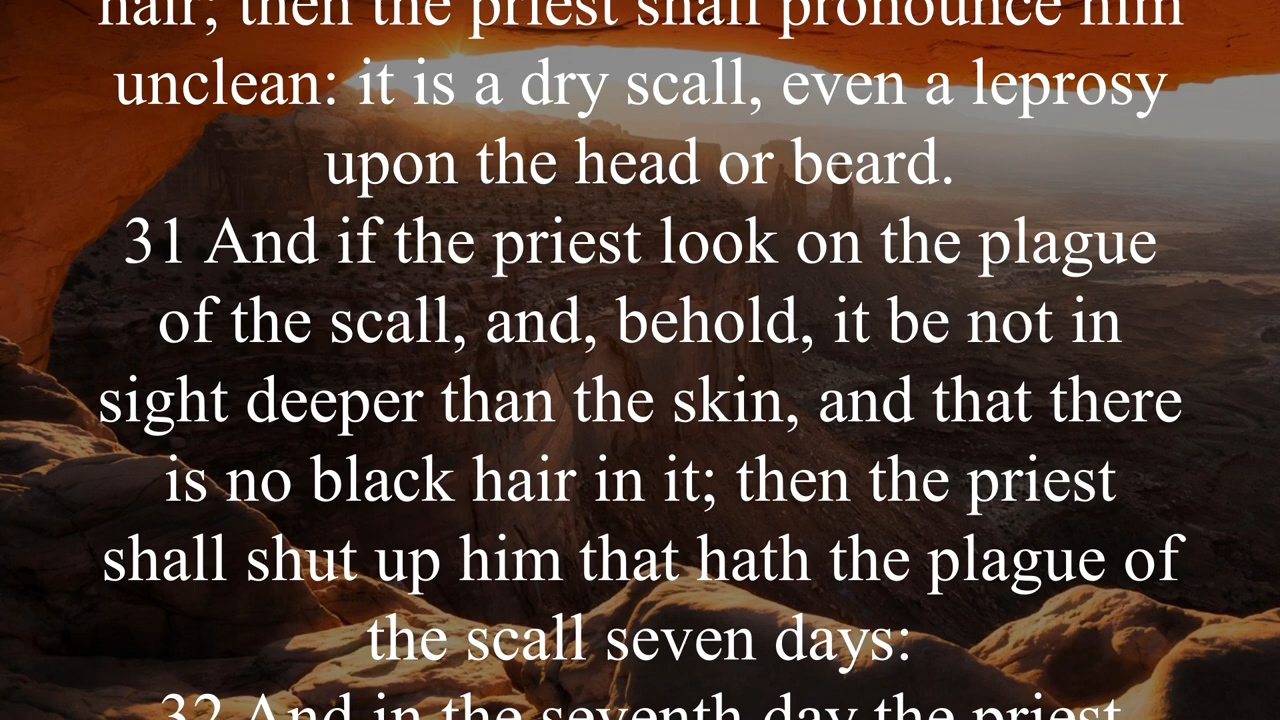 hair; then the priest shall pronounce him
unclean: it is a dry scall, even a leprosy
upon the head or beard.
31 And if the priest look on the plague
of the scall, and, behold, it be not in
sight deeper than the skin, and that there
is no black hair in it; then the priest
shall shut up him that hath the plague of
the scall seven days:
32 And in the seventh day the priest